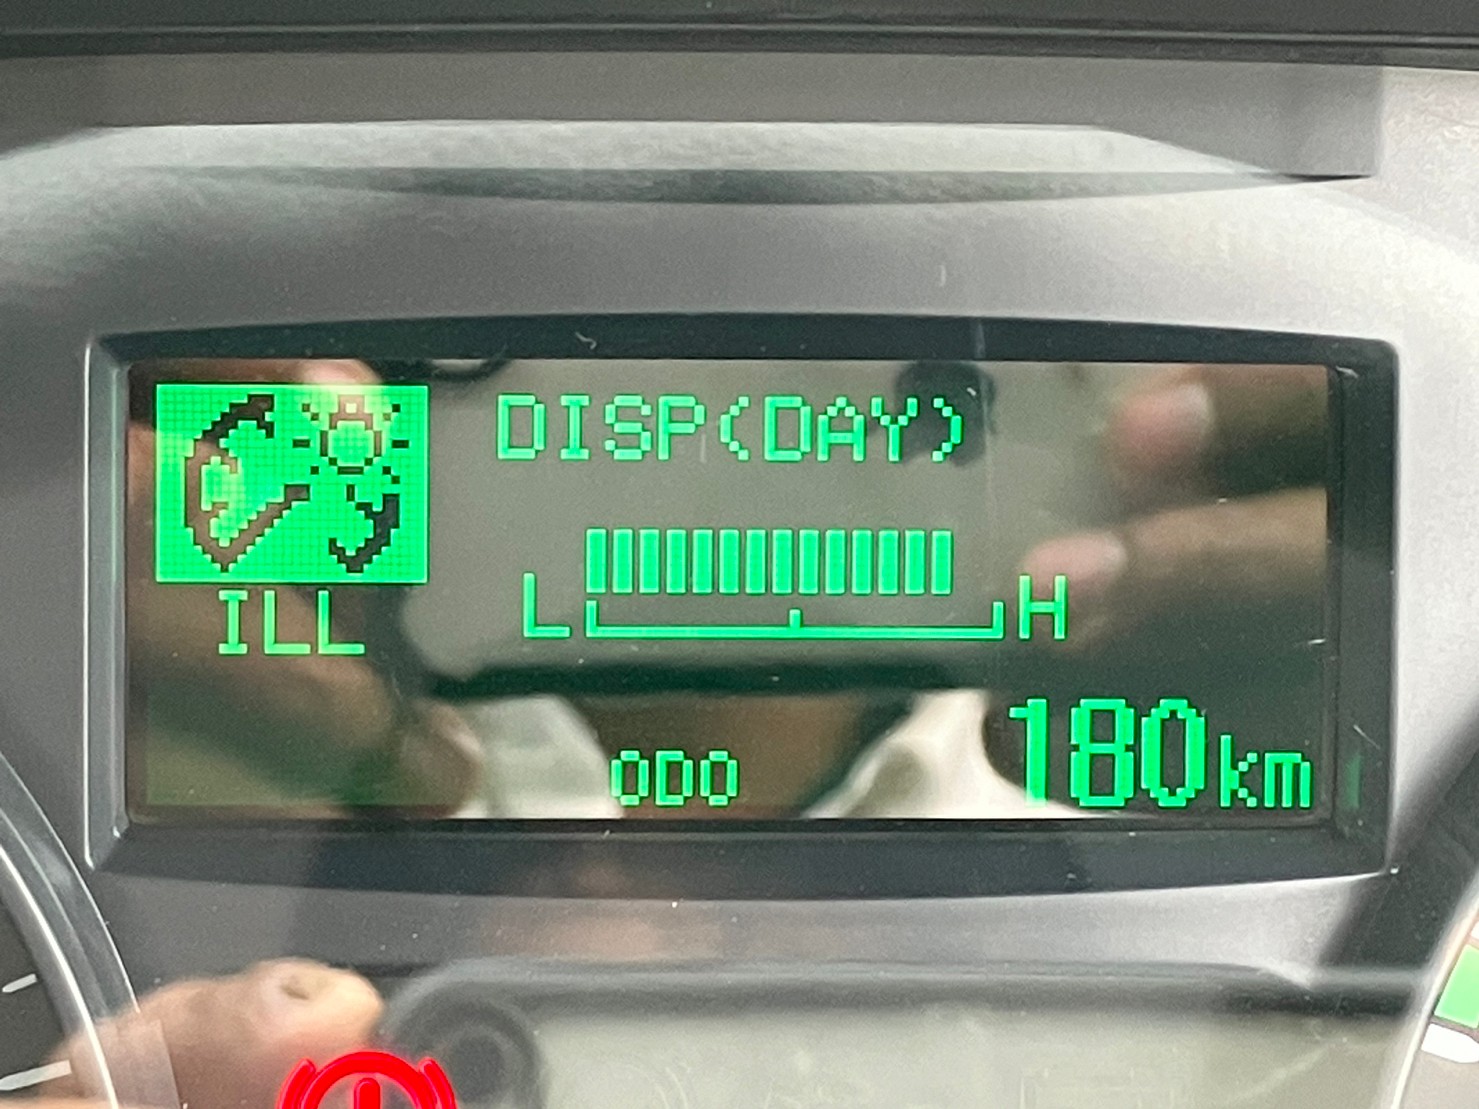 DISP(DAY)
L H
ILL
ODO 180km